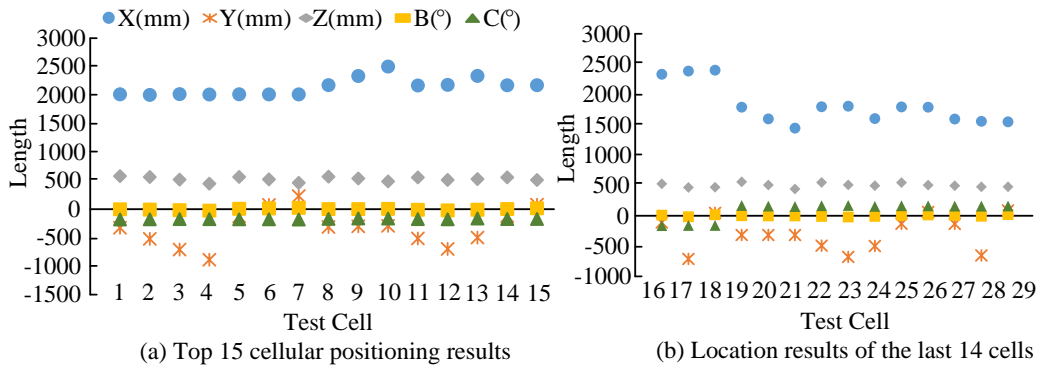 X(mm) Y(mm) Z(mm) B(°) C(°)
Length
3000
2500
2000
1500
1000
500
0
-500
-1000
-1500
1 2 3 4 5 6 7 8 9 10 11 12 13 14 15
Test Cell
(a) Top 15 cellular positioning results
Length
3000
2500
2000
1500
1000
500
0
-500
-1000
16 17 18 19 20 21 22 23 24 25 26 27 28 29
Test Cell
(b) Location results of the last 14 cells